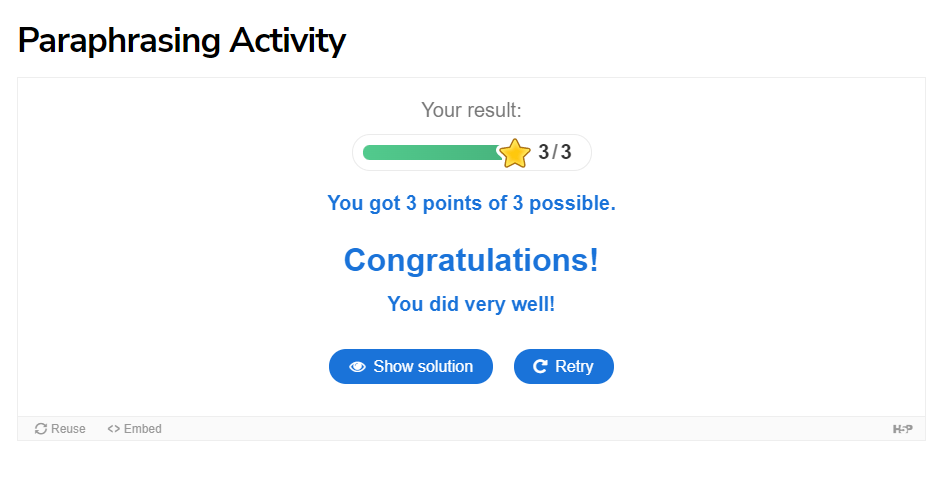 Paraphrasing Activity
Your result:
3/3
You got 3 points of 3 possible.
Congratulations!
You did very well!
Show solution Retry
Reuse <> Embed H5P